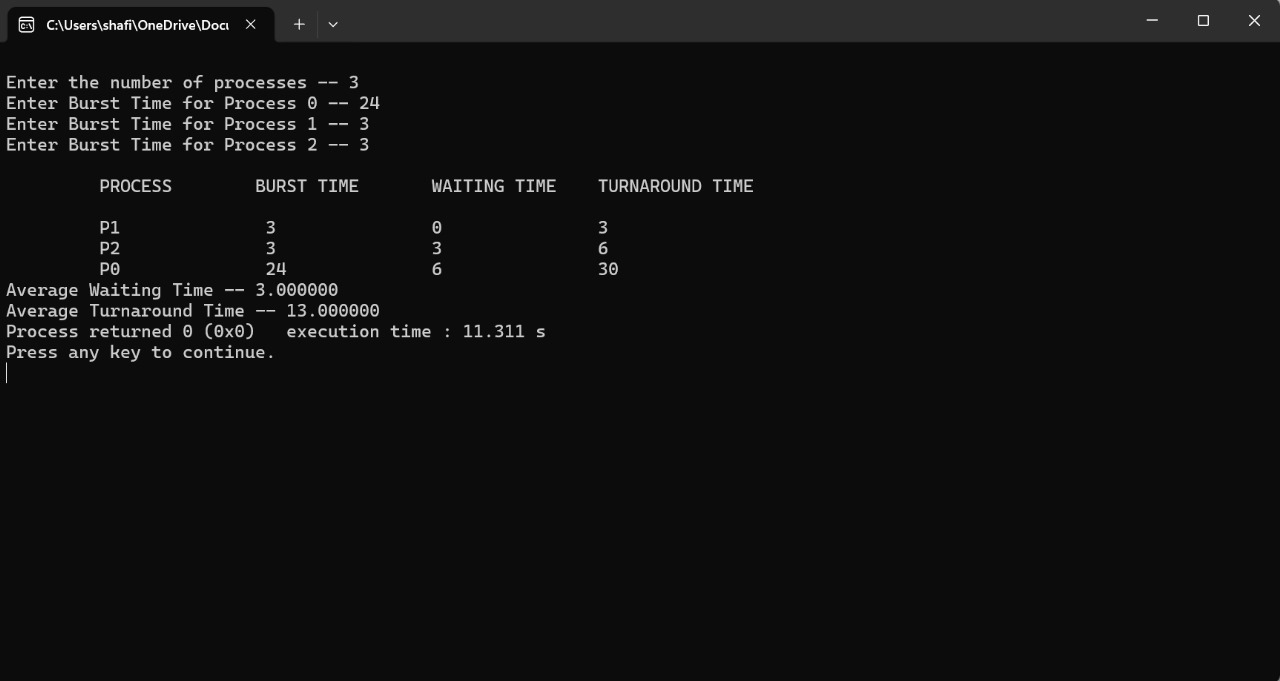 C:\Users\shafi\OneDrive\Docu
Enter the number of processes -- 3
Enter Burst Time for Process 0 -- 24
Enter Burst Time for Process 1 -- 3
Enter Burst Time for Process 2 -- 3
PROCESS BURST TIME WAITING TIME TURNAROUND TIME
P1 3 0 3
P2 3 3 6
P0 24 6 30
Average Waiting Time -- 3.000000
Average Turnaround Time -- 13.000000
Process returned 0 (0x0) execution time : 11.311 s
Press any key to continue.